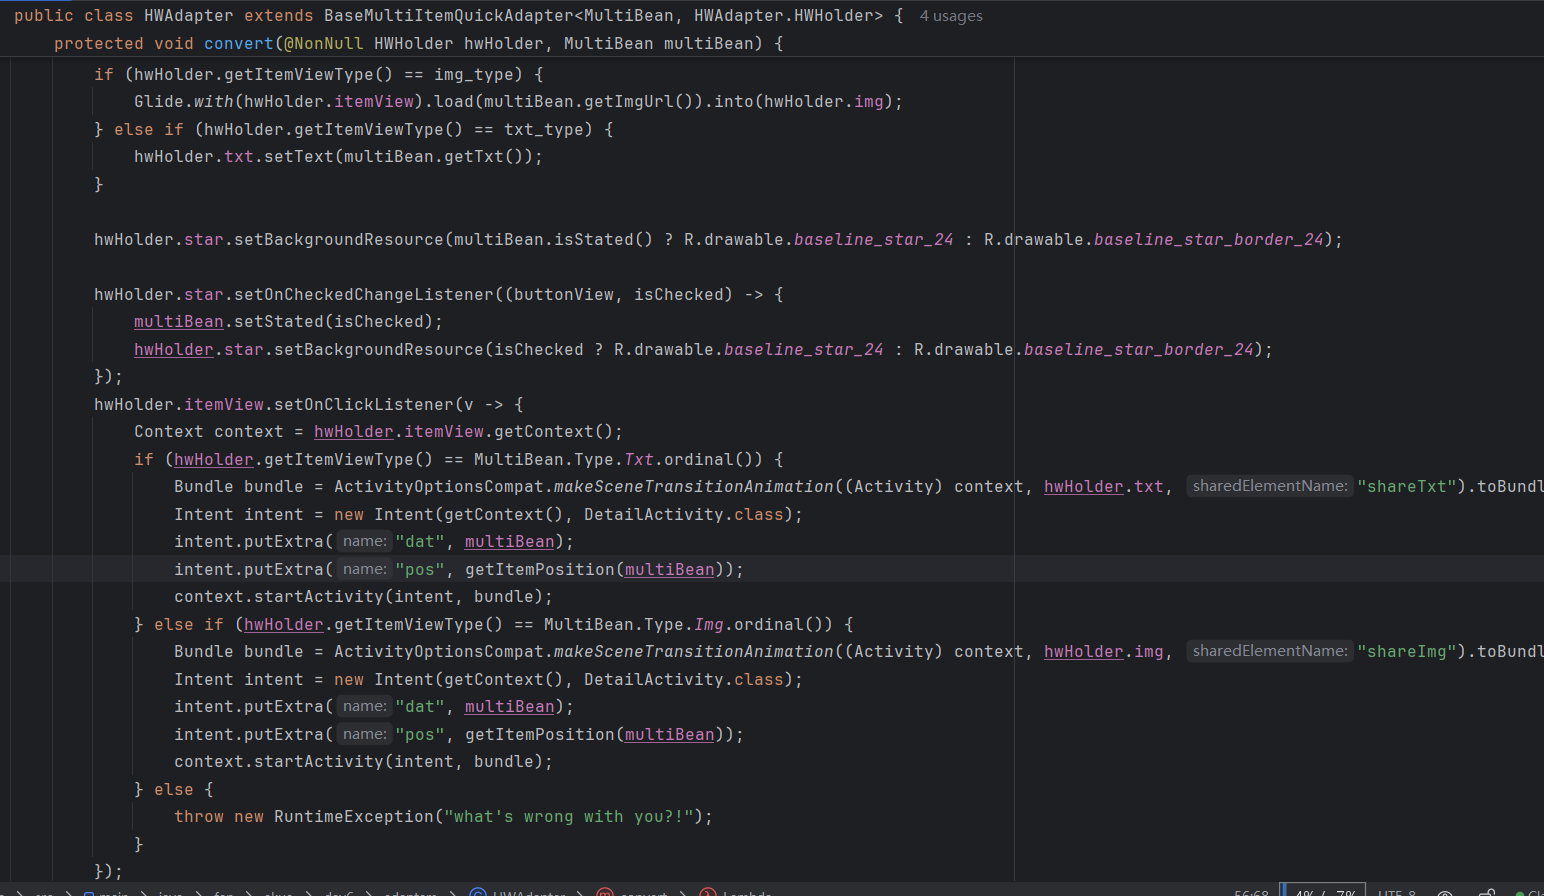 public class HWAdapter extends BaseMultiItemQuickAdapter<MultiBean, HWAdapter.HWHolder> { 4 usages
protected void convert(@NonNull HWHolder hwHolder, MultiBean multiBean) {
if (hwHolder.getItemViewType() == img_type) {
Glide.with(hwHolder.itemView).load(multiBean.getImgUrl()).into(hwHolder.img);
} else if (hwHolder.getItemViewType() == txt_type) {
hwHolder.txt.setText(multiBean.getTxt());
}
hwHolder.star.setBackgroundResource(multiBean.isStated() ? R.drawable.baseline_star_24 : R.drawable.baseline_star_border_24);
hwHolder.star.setOnCheckedChangeListener((buttonView, isChecked) -> {
multiBean.setStated(isChecked);
hwHolder.star.setBackgroundResource(isChecked ? R.drawable.baseline_star_24 : R.drawable.baseline_star_border_24);
});
hwHolder.itemView.setOnClickListener(v -> {
Context context = hwHolder.itemView.getContext();
if (hwHolder.getItemViewType() == MultiBean.Type.Txt.ordinal()) {
Bundle bundle = ActivityOptionsCompat.makeSceneTransitionAnimation((Activity) context, hwHolder.txt, sharedElementName: "shareTxt").toBundl
Intent intent = new Intent(getContext(), DetailActivity.class);
intent.putExtra( name: "dat", multiBean);
intent.putExtra( name: "pos", getItemPosition(multiBean));
context.startActivity(intent, bundle);
} else if (hwHolder.getItemViewType() == MultiBean.Type.Img.ordinal()) {
Bundle bundle = ActivityOptionsCompat.makeSceneTransitionAnimation((Activity) context, hwHolder.img, sharedElementName: "shareImg").toBundl
Intent intent = new Intent(getContext(), DetailActivity.class);
intent.putExtra( name: "dat", multiBean);
intent.putExtra( name: "pos", getItemPosition(multiBean));
context.startActivity(intent, bundle);
} else {
throw new RuntimeException("what's wrong with you?!");
}
});